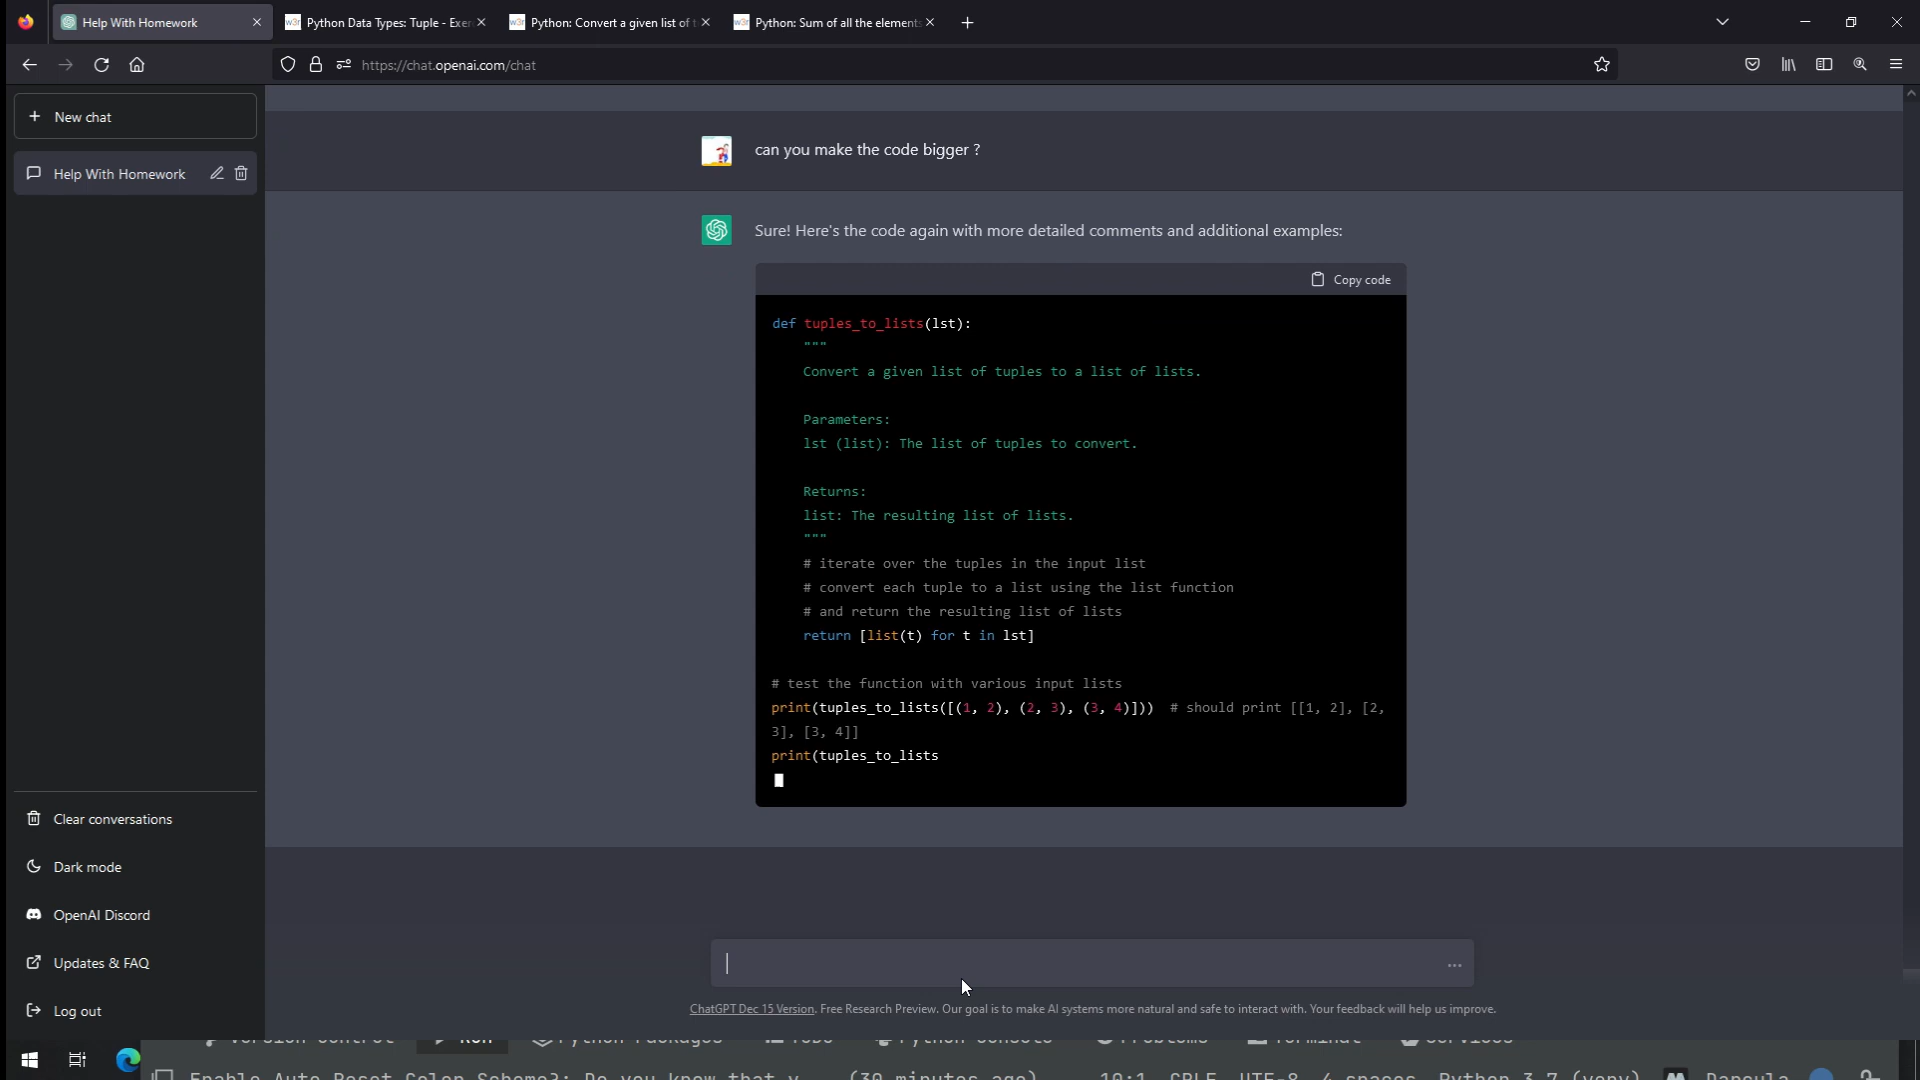 Help With Homework
Python Data Types: Tuple - Exer
Python: Convert a given list of t
Python: Sum of all the elements
https://chat.openai.com/chat
New chat
Help With Homework
can you make the code bigger ?
Sure! Here's the code again with more detailed comments and additional examples:
Copy code
def tuples_to_lists(lst):
"""
Convert a given list of tuples to a list of lists.
Parameters:
lst (list): The list of tuples to convert.
Returns:
list: The resulting list of lists.
"""
# iterate over the tuples in the input list
# convert each tuple to a list using the list function
# and return the resulting list of lists
return [list(t) for t in lst]
# test the function with various input lists
print(tuples_to_lists([(1, 2), (2, 3), (3, 4)]))  # should print [[1, 2], [2,
3], [3, 4]]
print(tuples_to_lists
Clear conversations
Dark mode
OpenAI Discord
Updates & FAQ
Log out
ChatGPT Dec 15 Version. Free Research Preview. Our goal is to make AI systems more natural and safe to interact with. Your feedback will help us improve.